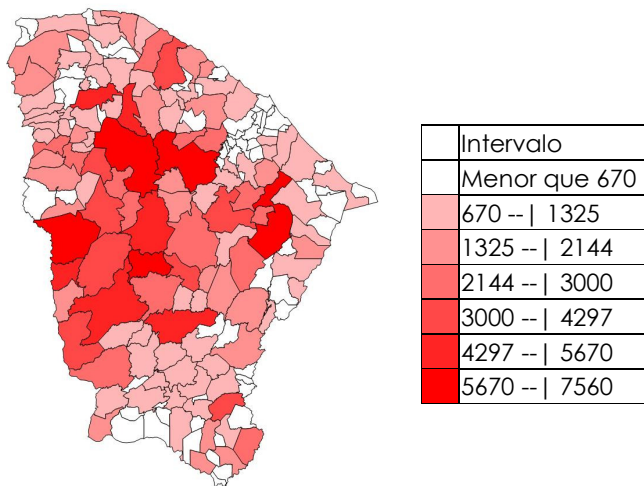 Intervalo
Menor que 670
670 --| 1325
1325 --| 2144
2144 --| 3000
3000 --| 4297
4297 --| 5670
5670 --| 7560